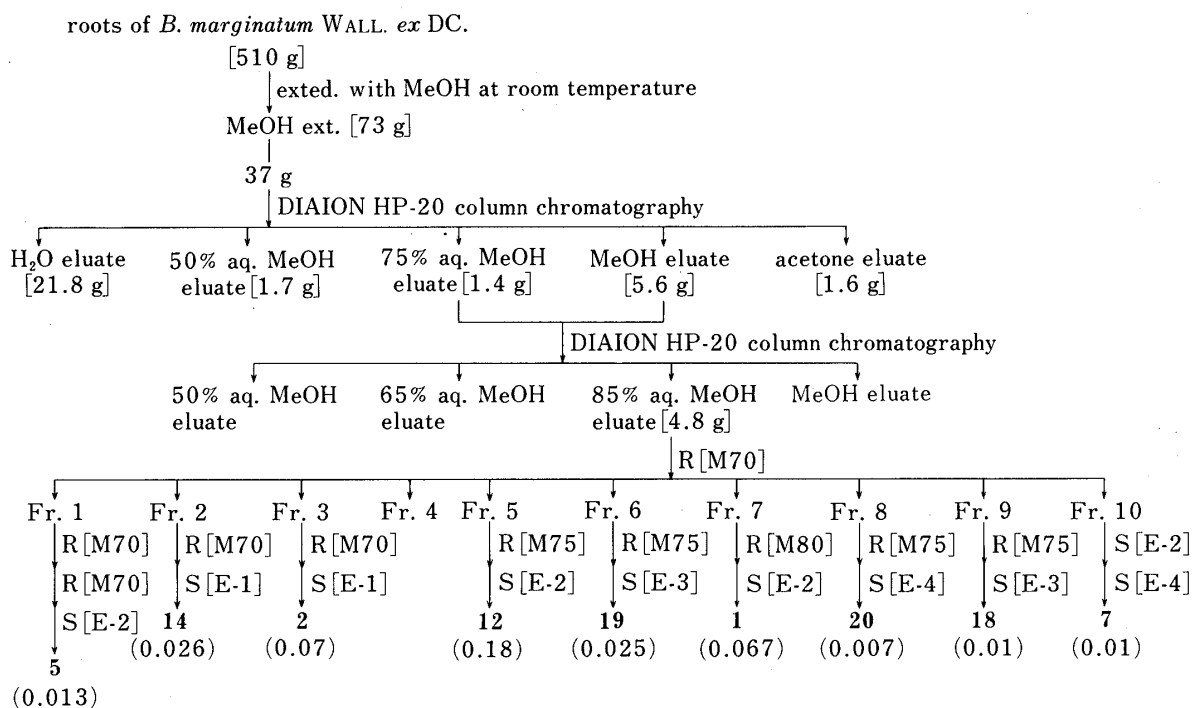 roots of B. marginatum WALL. ex DC.
[510 g]
exted. with MeOH at room temperature
MeOH ext. [73 g]
37 g
DIAION HP-20 column chromatography
H₂O eluate 50% aq. MeOH 75% aq. MeOH MeOH eluate acetone eluate
[21.8 g] eluate [1.7 g] eluate [1.4 g] [5.6 g] [1.6 g]
DIAION HP-20 column chromatography
50% aq. MeOH 65% aq. MeOH 85% aq. MeOH MeOH eluate
eluate eluate eluate [4.8 g]
R [M70]
Fr. 1 Fr. 2 Fr. 3 Fr. 4 Fr. 5 Fr. 6 Fr. 7 Fr. 8 Fr. 9 Fr. 10
R [M70] R [M70] R [M70] R [M75] R [M75] R [M80] R [M75] R [M75] S [E-2]
R [M70] S [E-1] S [E-1] S [E-2] S [E-3] S [E-2] S [E-4] S [E-3] S [E-4]
S [E-2] 14 2 12 19 1 20 18 7
(0.026) (0.07) (0.18) (0.025) (0.067) (0.007) (0.01) (0.01)
5
(0.013)